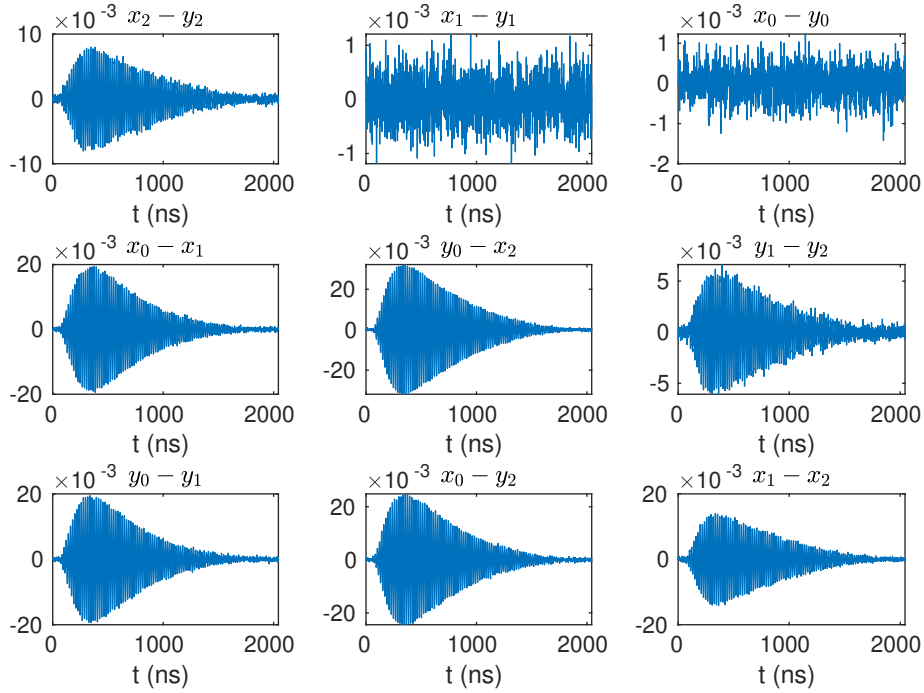 ×10 -3 x2 − y2
10
0
-10
0 1000 2000
t (ns)
×10 -3 x1 − y1
1
0
-1
0 1000 2000
t (ns)
×10 -3 x0 − y0
2
1
0
-1
-2
0 1000 2000
t (ns)
×10 -3 x0 − x1
20
0
-20
0 1000 2000
t (ns)
×10 -3 y0 − x2
20
0
-20
0 1000 2000
t (ns)
×10 -3 y1 − y2
5
0
-5
0 1000 2000
t (ns)
×10 -3 y0 − y1
20
0
-20
0 1000 2000
t (ns)
×10 -3 x0 − y2
20
0
-20
0 1000 2000
t (ns)
×10 -3 x1 − x2
20
0
-20
0 1000 2000
t (ns)